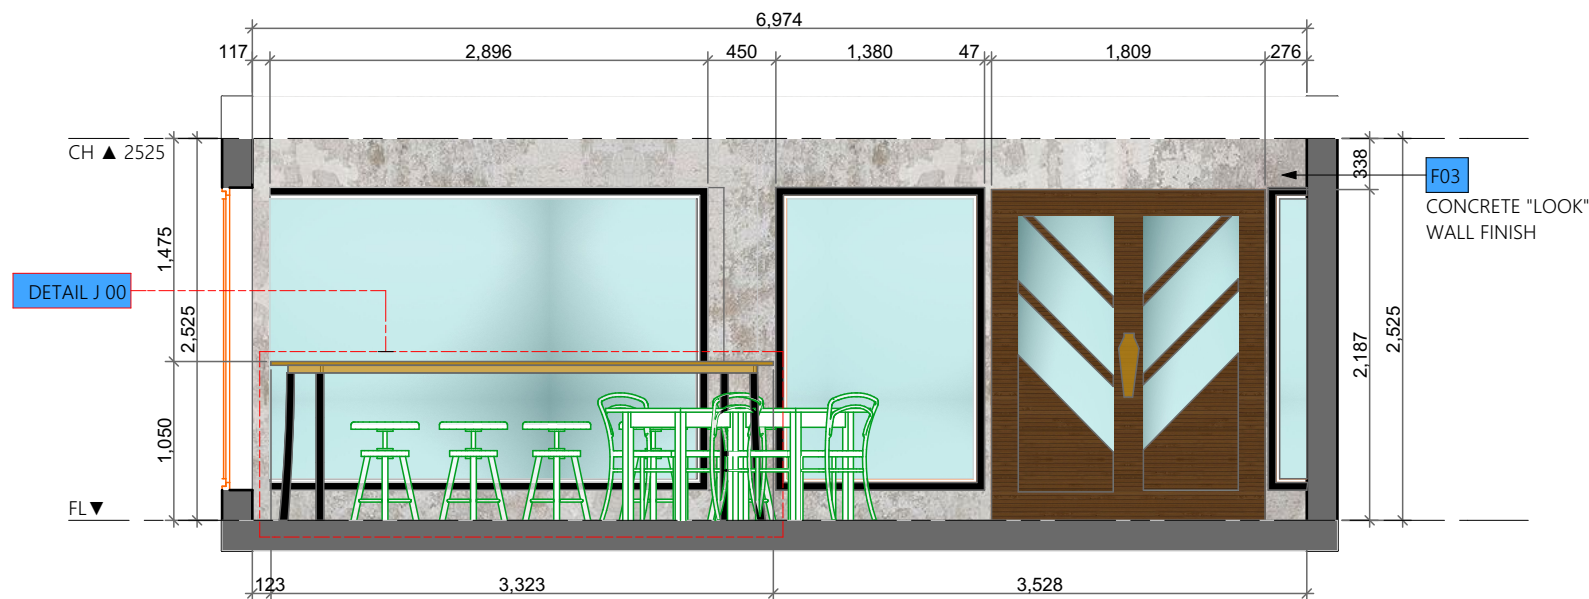 6,974
117 2,896 450 1,380 47 1,809 276
CH ▲ 2525
338
F03
CONCRETE "LOOK"
WALL FINISH
1,475
2,525
DETAIL J 00
2,187
2,525
1,050
FL▼
123 3,323 3,528